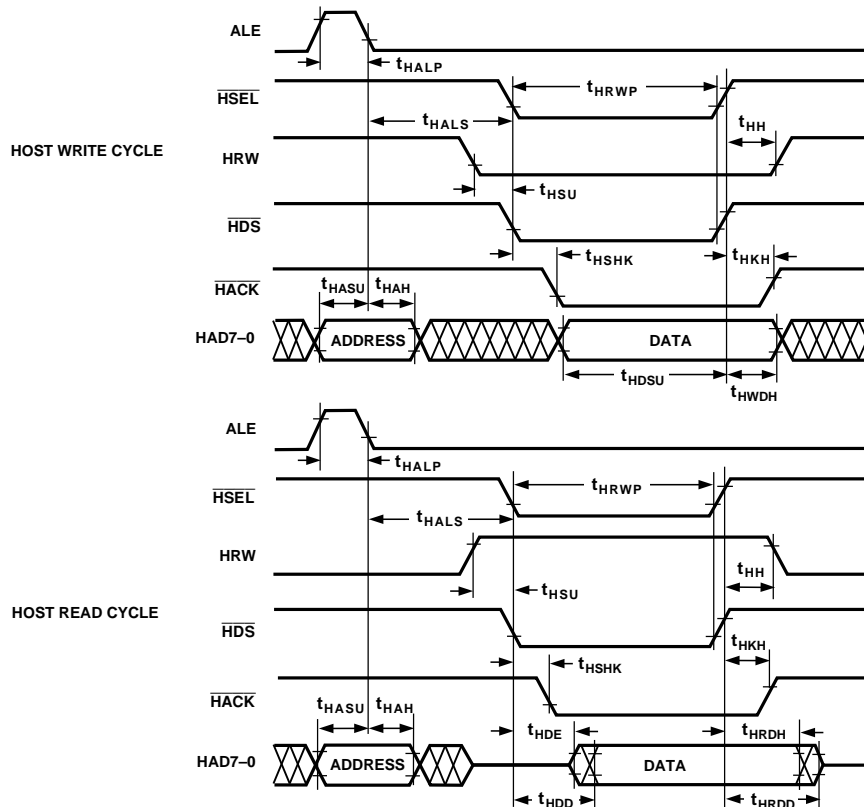 ALE
tHALP
HSEL
tHRWP
tHALS
tHH
HOST WRITE CYCLE
HRW
tHSU
HDS
tHSHK
tHKH
HACK
tHASU
tHAH
HAD7–0
ADDRESS
DATA
tHDSU
tHWDH
ALE
tHALP
HSEL
tHRWP
tHALS
HRW
tHH
tHSU
HOST READ CYCLE
HDS
tHSHK
tHKH
HACK
tHASU
tHAH
tHDE
tHRDH
HAD7–0
ADDRESS
DATA
tHDD
tHRDD